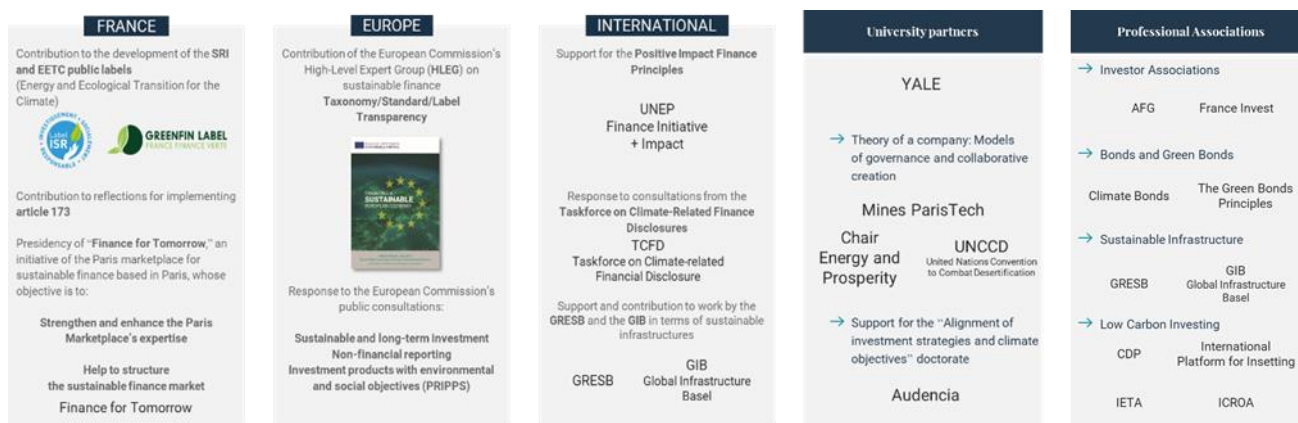 FRANCE
Contribution to the development of the SRI
and EETC public labels
(Energy and Ecological Transition for the
Climate)
Label
ISR
GREENFIN LABEL
FRANCE FINANCE VERTE
Contribution to reflections for implementing
article 173
Presidency of "Finance for Tomorrow," an
initiative of the Paris marketplace for
sustainable finance based in Paris, whose
objective is to:
Strengthen and enhance the Paris
Marketplace's expertise
Help to structure
the sustainable finance market
Finance for Tomorrow
EUROPE
Contribution of the European Commission's
High-Level Expert Group (HLEG) on
sustainable finance
Taxonomy/Standard/Label
Transparency
SUSTAINABLE
Response to the European Commission's
public consultations:
Sustainable and long-term investment
Non-financial reporting
Investment products with environmental
and social objectives (PRIPPS)
INTERNATIONAL
Support for the Positive Impact Finance
Principles
UNEP
Finance Initiative
+ Impact
Response to consultations from the
Taskforce on Climate-Related Finance
Disclosures
TCFD
Taskforce on Climate-related
Financial Disclosure
Support and contribution to work by the
GRESB and the GIB in terms of sustainable
infrastructures
GRESB
GIB
Global Infrastructure
Basel
University partners
YALE
→ Theory of a company: Models
of governance and collaborative
creation
Mines ParisTech
Chair
Energy and
Prosperity
UNCCD
United Nations Convention
to Combat Desertification
→ Support for the "Alignment of
investment strategies and climate
objectives" doctorate
Audencia
Professional Associations
→ Investor Associations
AFG
France Invest
→ Bonds and Green Bonds
Climate Bonds
The Green Bonds
Principles
→ Sustainable Infrastructure
GRESB
GIB
Global Infrastructure
Basel
→ Low Carbon Investing
CDP
International
Platform for Insetting
IETA
ICROA